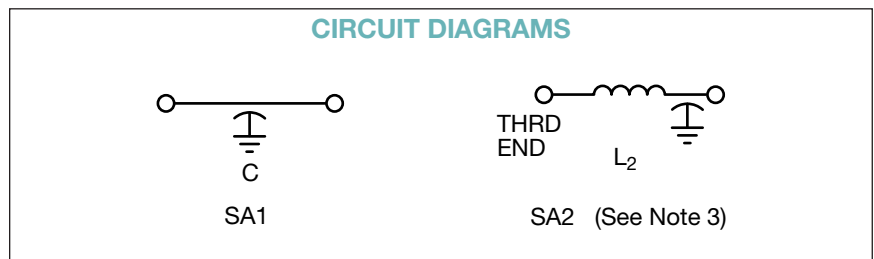 CIRCUIT DIAGRAMS
C
SA1
THRD
END
L2
SA2 (See Note 3)